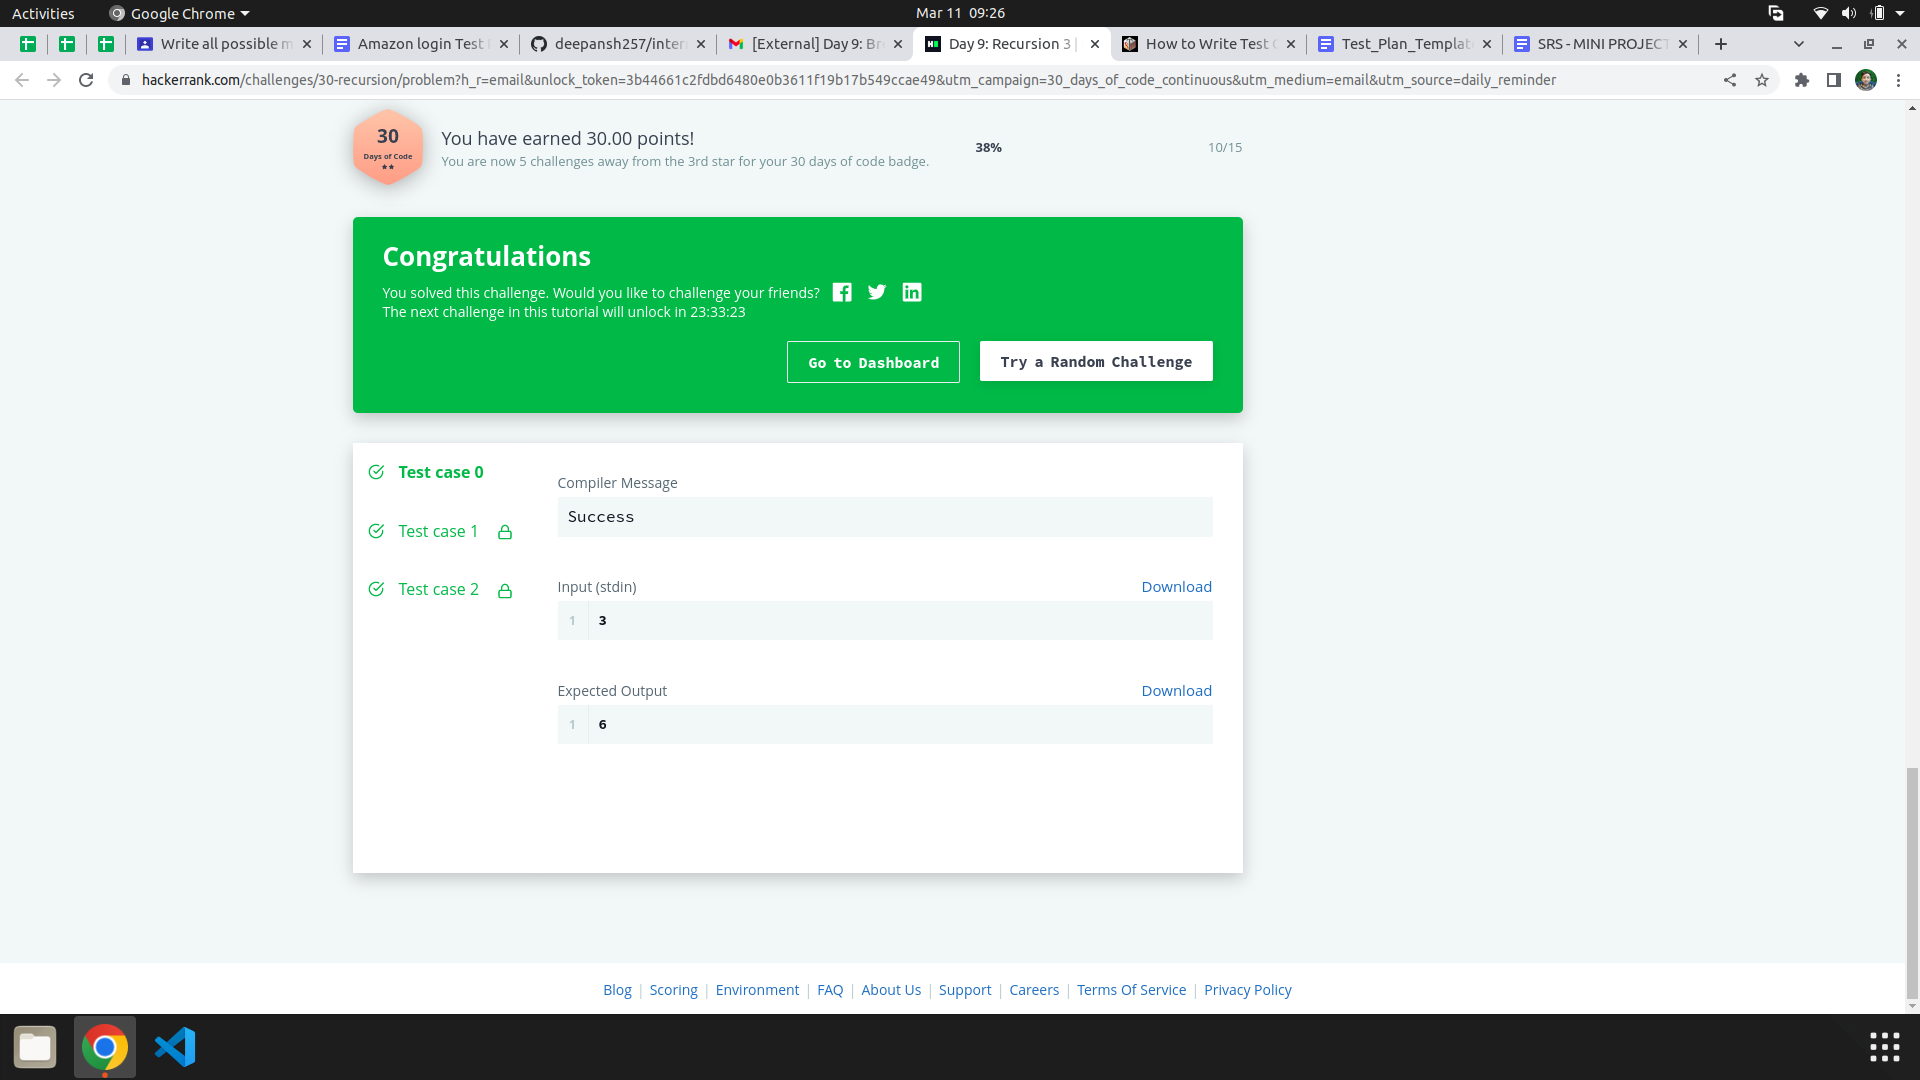 Activities
Google Chrome
Mar 11 09:26
Write all possible m
Amazon login Test
deepansh257/inter
[External] Day 9: Br
Day 9: Recursion 3 |
How to Write Test
Test_Plan_Templat
SRS - MINI PROJECT
hackerrank.com/challenges/30-recursion/problem?h_r=email&unlock_token=3b44661c2fdbd6480e0b3611f19b17b549ccae49&utm_campaign=30_days_of_code_continuous&utm_medium=email&utm_source=daily_reminder
30
Days of Code
You have earned 30.00 points!
You are now 5 challenges away from the 3rd star for your 30 days of code badge.
38%
10/15
Congratulations
You solved this challenge. Would you like to challenge your friends?
The next challenge in this tutorial will unlock in 23:33:23
Go to Dashboard
Try a Random Challenge
Test case 0
Test case 1
Test case 2
Compiler Message
Success
Input (stdin)
Download
1
3
Expected Output
Download
1
6
Blog | Scoring | Environment | FAQ | About Us | Support | Careers | Terms Of Service | Privacy Policy